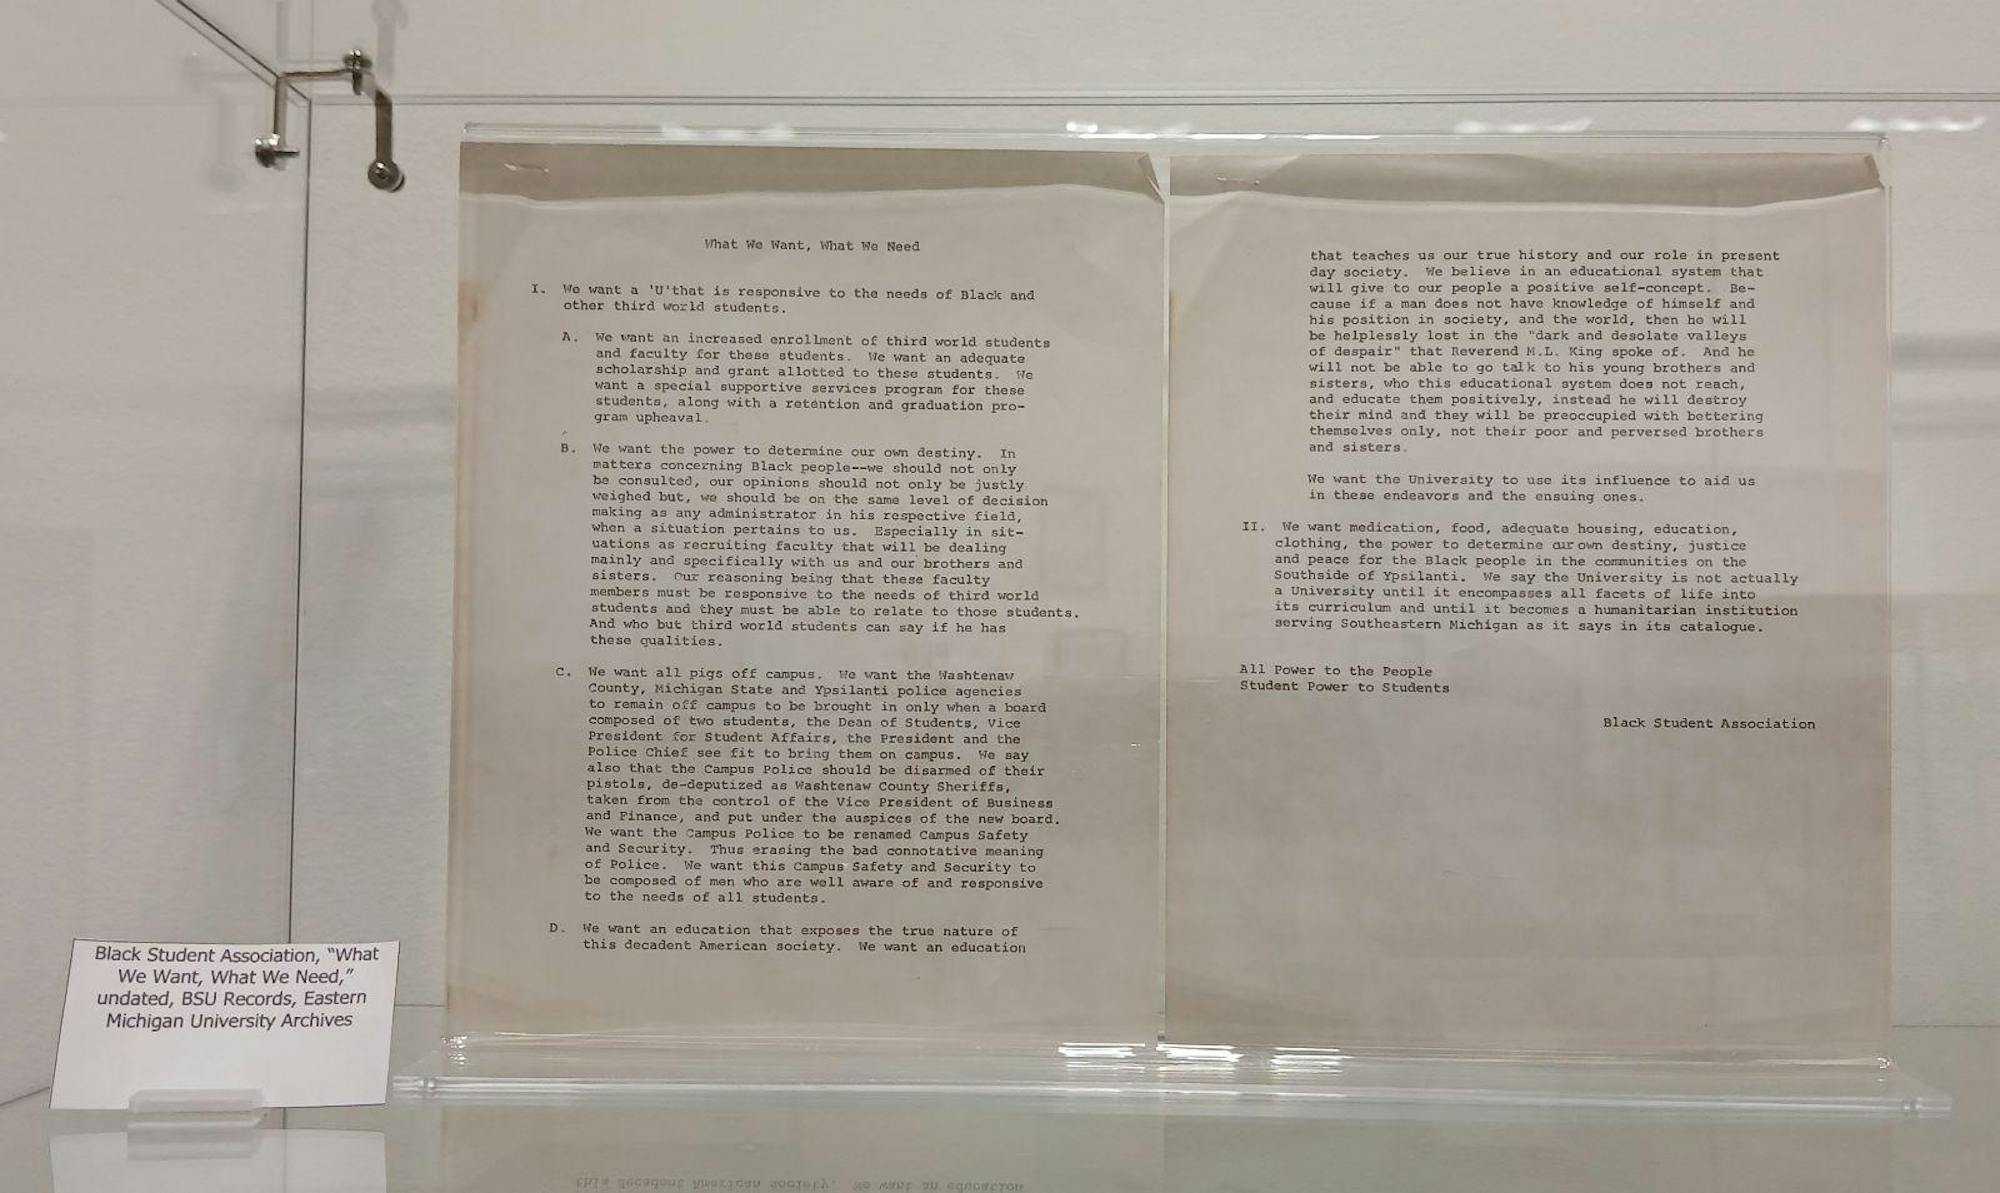 What We Want, What We Need
I. We want a 'U'that is responsive to the needs of Black and
other third world students.
A. We want an increased enrollment of third world students
and faculty for these students. We want an adequate
scholarship and grant allotted to these students. We
want a special supportive services program for these
students, along with a retention and graduation pro-
gram upheaval.
B. We want the power to determine our own destiny. In
matters concerning Black people--we should not only
be consulted, our opinions should not only be justly
weighed but, we should be on the same level of decision
making as any administrator in his respective field,
when a situation pertains to us. Especially in sit-
uations as recruiting faculty that will be dealing
mainly and specifically with us and our brothers and
sisters. Our reasoning being that these faculty
members must be responsive to the needs of third world
students and they must be able to relate to those students.
And who but third world students can say if he has
these qualities.
C. We want all pigs off campus. We want the Washtenaw
County, Michigan State and Ypsilanti police agencies
to remain off campus to be brought in only when a board
composed of two students, the Dean of Students, Vice
President for Student Affairs, the President and the
Police Chief see fit to bring them on campus. We say
also that the Campus Police should be disarmed of their
pistols, de-deputized as Washtenaw County Sheriffs,
taken from the control of the Vice President of Business
and Finance, and put under the auspices of the new board.
We want the Campus Police to be renamed Campus Safety
and Security. Thus erasing the bad connotative meaning
of Police. We want this Campus Safety and Security to
be composed of men who are well aware of and responsive
to the needs of all students.
D. We want an education that exposes the true nature of
this decadent American society. We want an education
that teaches us our true history and our role in present
day society. We believe in an educational system that
will give to our people a positive self-concept. Be-
cause if a man does not have knowledge of himself and
his position in society, and the world, then he will
be helplessly lost in the "dark and desolate valleys
of despair" that Reverend M.L. King spoke of. And he
will not be able to go talk to his young brothers and
sisters, who this educational system does not reach,
and educate them positively, instead he will destroy
their mind and they will be preoccupied with bettering
themselves only, not their poor and perversed brothers
and sisters.
We want the University to use its influence to aid us
in these endeavors and the ensuing ones.
II. We want medication, food, adequate housing, education,
clothing, the power to determine our own destiny, justice
and peace for the Black people in the communities on the
Southside of Ypsilanti. We say the University is not actually
a University until it encompasses all facets of life into
its curriculum and until it becomes a humanitarian institution
serving Southeastern Michigan as it says in its catalogue.
All Power to the People
Student Power to Students
Black Student Association
Black Student Association, "What
We Want, What We Need,"
undated, BSU Records, Eastern
Michigan University Archives